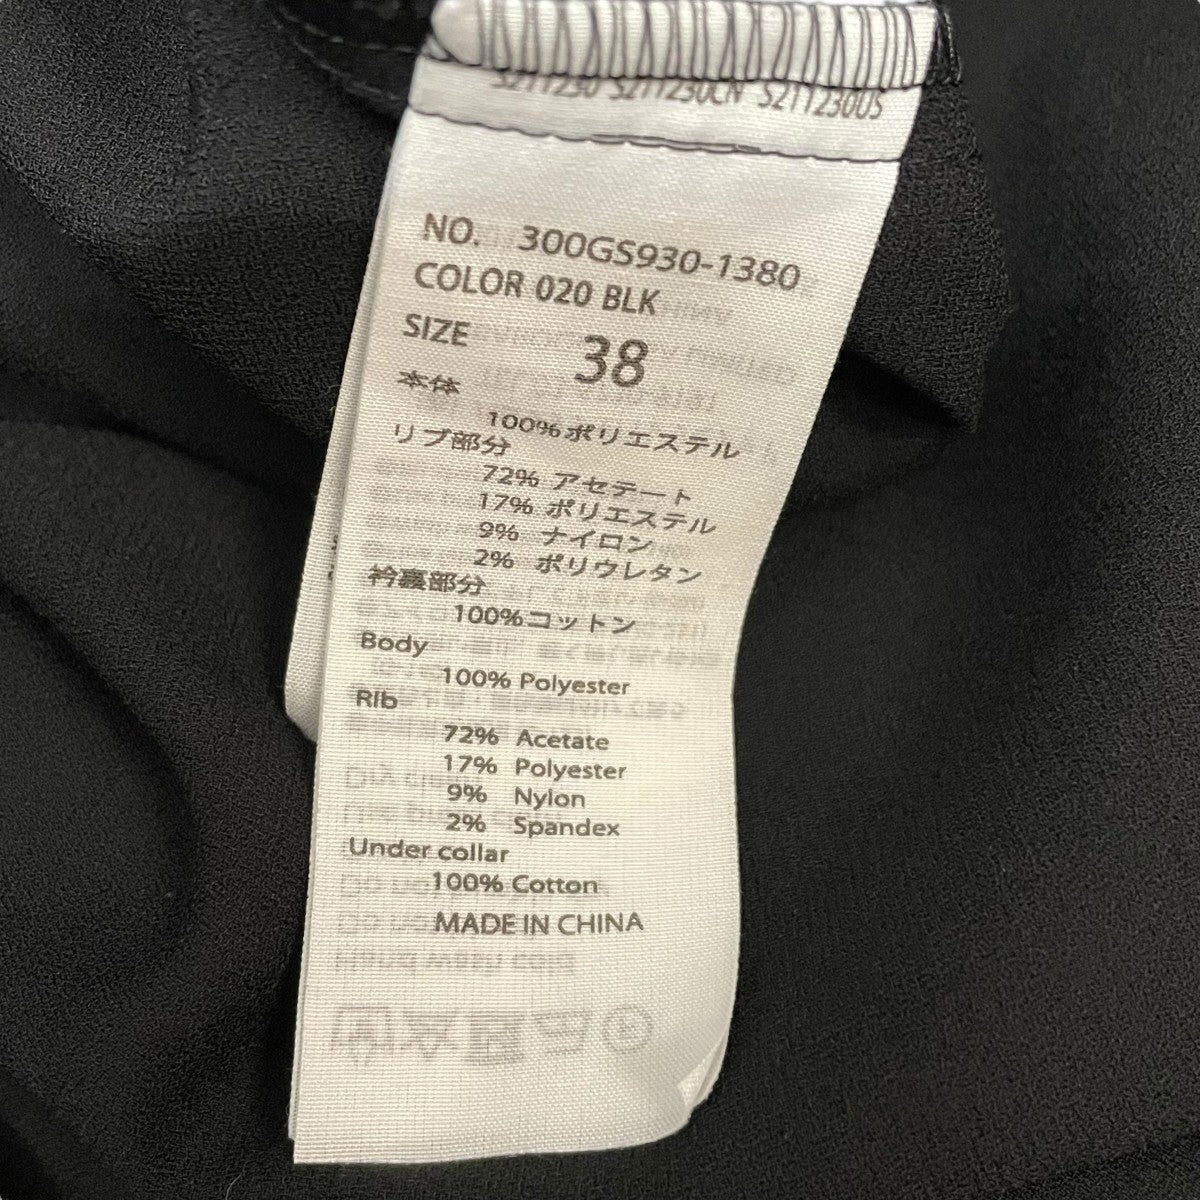 S211230 S211230CN S211230US
NO. 300GS930-1380
COLOR 020 BLK
SIZE 38
本体
100%ポリエステル
リブ部分
72% アセテート
17% ポリエステル
9% ナイロン
2% ポリウレタン
衿裏部分
100%コットン
Body
100% Polyester
Rib
72% Acetate
17% Polyester
9% Nylon
2% Spandex
Under collar
100% Cotton
MADE IN CHINA